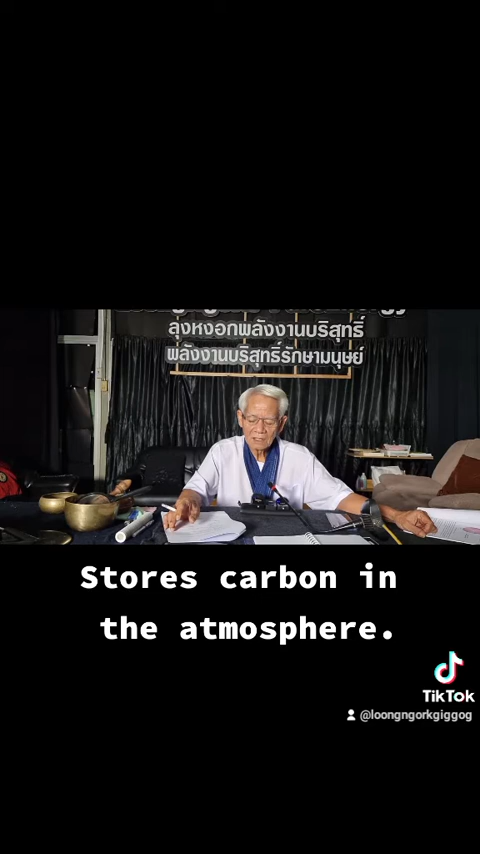 ลุงหงอกพลังงานบริสุทธิ์
พลังงานบริสุทธิ์รักษามนุษย์
Stores carbon in
the atmosphere.
TikTok
@loongngorkgiggog